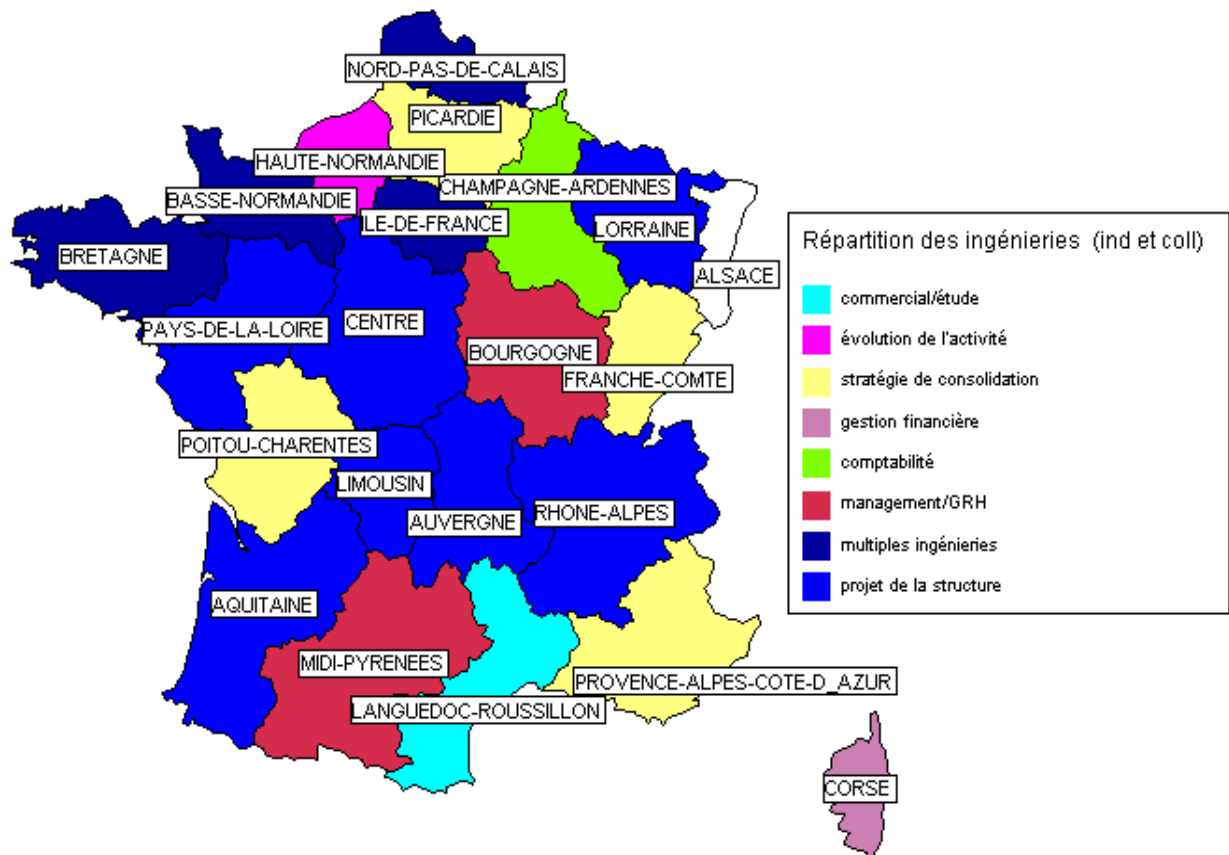 NORD-PAS-DE-CALAIS
PICARDIE
HAUTE-NORMANDIE
CHAMPAGNE-ARDENNES
BASSE-NORMANDIE
ILE-DE-FRANCE
LORRAINE
BRETAGNE
ALSACE
PAYS-DE-LA-LOIRE
CENTRE
BOURGOGNE
FRANCHE-COMTE
POITOU-CHARENTES
LIMOUSIN
AUVERGNE
RHONE-ALPES
AQUITAINE
MIDI-PYRENEES
PROVENCE-ALPES-COTE-D_AZUR
LANGUEDOC-ROUSSILLON
CORSE
Répartition des ingénieries (ind et coll)
commercial/étude
évolution de l'activité
stratégie de consolidation
gestion financière
comptabilité
management/GRH
multiples ingénieries
projet de la structure